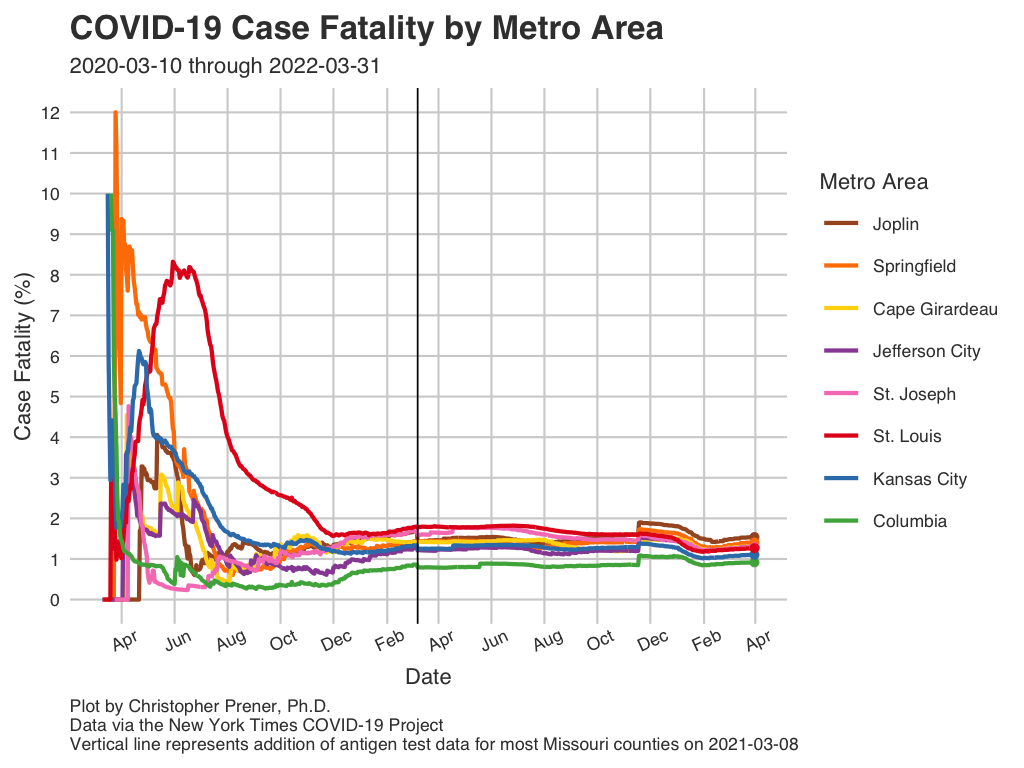 COVID-19 Case Fatality by Metro Area
2020-03-10 through 2022-03-31
Case Fatality (%)
12
11
10
9
8
7
6
5
4
3
2
1
0
Apr Jun Aug Oct Dec Feb Apr Jun Aug Oct Dec Feb Apr
Date
Metro Area
Joplin
Springfield
Cape Girardeau
Jefferson City
St. Joseph
St. Louis
Kansas City
Columbia
Plot by Christopher Prener, Ph.D.
Data via the New York Times COVID-19 Project
Vertical line represents addition of antigen test data for most Missouri counties on 2021-03-08